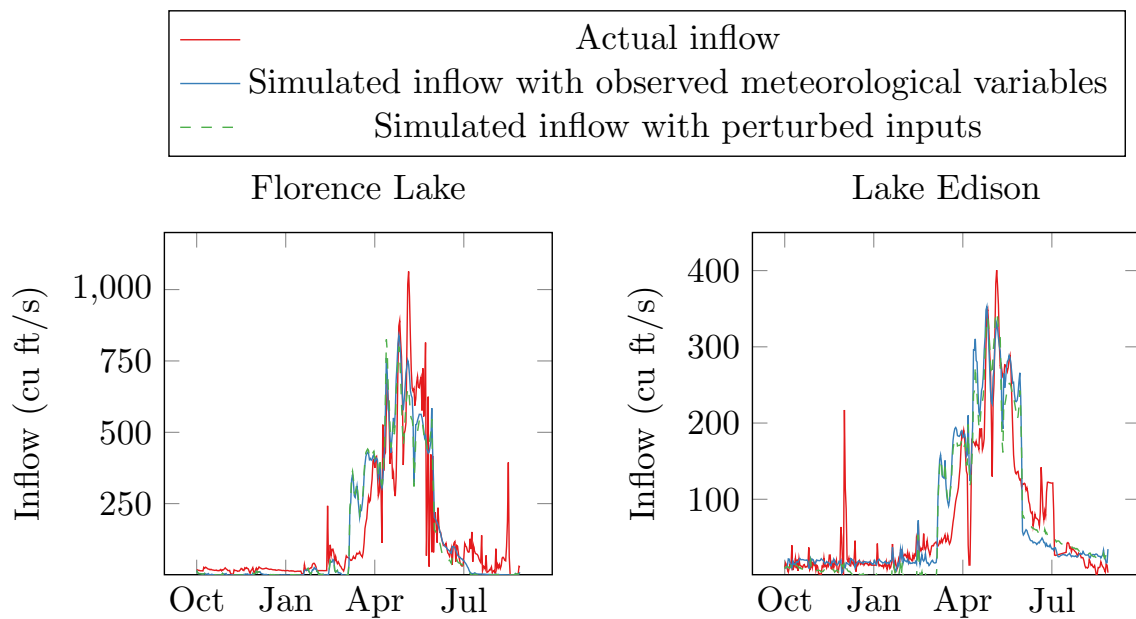 Actual inflow
Simulated inflow with observed meteorological variables
Simulated inflow with perturbed inputs
Florence Lake
Inflow (cu ft/s)
1,000
750
500
250
Oct Jan Apr Jul
Lake Edison
Inflow (cu ft/s)
400
300
200
100
Oct Jan Apr Jul